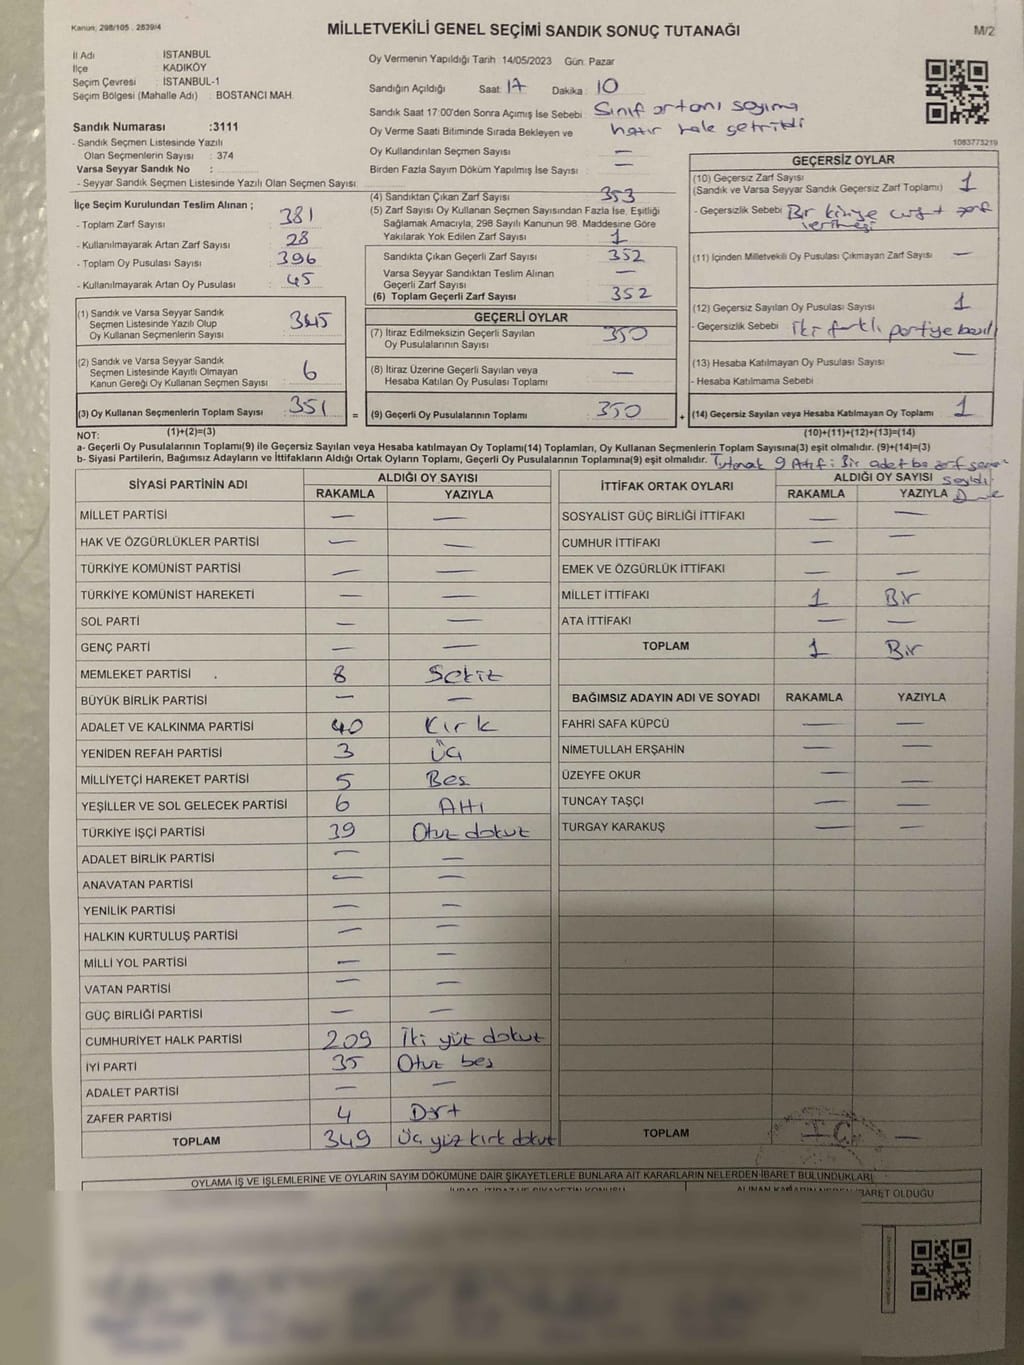 Kanun; 298/105 . 2839/4
MİLLETVEKİLİ GENEL SEÇİMİ SANDIK SONUÇ TUTANAĞI
M/2
İl Adı İSTANBUL
İlçe KADIKÖY
Seçim Çevresi : İSTANBUL-1
Seçim Bölgesi (Mahalle Adı) : BOSTANCI MAH.
Sandık Numarası :3111
- Sandık Seçmen Listesinde Yazılı
Olan Seçmenlerin Sayısı : 374
Varsa Seyyar Sandık No :
- Seyyar Sandık Seçmen Listesinde Yazılı Olan Seçmen Sayısı:
Oy Vermenin Yapıldığı Tarih :14/05/2023 Gün: Pazar
Sandığın Açıldığı Saat: 17 Dakika: 10
Sandık Saat 17:00'den Sonra Açımış İse Sebebi : Sınıf ortamı sayıma
hazır hale getirildi
Oy Verme Saati Bitiminde Sırada Bekleyen ve
Oy Kullandırılan Seçmen Sayısı : —
Birden Fazla Sayım Döküm Yapılmış İse Sayısı : —
1083773219
İlçe Seçim Kurulundan Teslim Alınan ;
- Toplam Zarf Sayısı : 381
- Kullanılmayarak Artan Zarf Sayısı : 28
- Toplam Oy Pusulası Sayısı : 396
- Kullanılmayarak Artan Oy Pusulası : 45
(1) Sandık ve Varsa Seyyar Sandık
Seçmen Listesinde Yazılı Olup
Oy Kullanan Seçmenlerin Sayısı : 345
(2) Sandık ve Varsa Seyyar Sandık
Seçmen Listesinde Kayıtlı Olmayan
Kanun Gereği Oy Kullanan Seçmen Sayısı : 6
(3) Oy Kullanan Seçmenlerin Toplam Sayısı : 351
(4) Sandıktan Çıkan Zarf Sayısı : 353
(5) Zarf Sayısı Oy Kullanan Seçmen Sayısından Fazla İse, Eşitliği
Sağlamak Amacıyla; 298 Sayılı Kanunun 98. Maddesine Göre
Yakılarak Yok Edilen Zarf Sayısı : 1
Sandıkta Çıkan Geçerli Zarf Sayısı : 352
Varsa Seyyar Sandıktan Teslim Alınan
Geçerli Zarf Sayısı : —
(6) Toplam Geçerli Zarf Sayısı : 352
GEÇERLİ OYLAR
(7) İtiraz Edilmeksizin Geçerli Sayılan
Oy Pusulalarının Sayısı : 350
(8) İtiraz Üzerine Geçerli Sayılan veya
Hesaba Katılan Oy Pusulası Toplamı : —
= (9) Geçerli Oy Pusulalarının Toplamı : 350
GEÇERSİZ OYLAR
(10) Geçersiz Zarf Sayısı
(Sandık ve Varsa Seyyar Sandık Geçersiz Zarf Toplamı) : 1
- Geçersizlik Sebebi : Bir kişiye çift zarf
verilmesi
(11) İçinden Milletvekili Oy Pusulası Çıkmayan Zarf Sayısı : —
(12) Geçersiz Sayılan Oy Pusulası Sayısı : 1
- Geçersizlik Sebebi : İki farklı partiye
(13) Hesaba Katılmayan Oy Pusulası Sayısı : —
- Hesaba Katılmama Sebebi
+ (14) Geçersiz Sayılan veya Hesaba Katılmayan Oy Toplamı : 1
NOT: (1)+(2)=(3) (10)+(11)+(12)+(13)=(14)
a- Geçerli Oy Pusulaları Toplamı(9) ile Geçersiz Sayılan veya Hesaba katılmayan Oy Toplamı(14) Toplamları, Oy Kullanan Seçmenlerin Toplam Sayısına(3) eşit olmalıdır. (9)+(14)=(3)
b- Siyasi Partilerin, Bağımsız Adayların ve İttifakların Aldığı Ortak Oyların Toplamı, Geçerli Oy Pusulalarının Toplamına(9) eşit olmalıdır. Tutanak 9 Atıf: Bir adet
SİYASİ PARTİNİN ADI ALDIĞI OY SAYISI
RAKAMLA YAZIYLA
MİLLET PARTİSİ — —
HAK VE ÖZGÜRLÜKLER PARTİSİ — —
TÜRKİYE KOMÜNİST PARTİSİ — —
TÜRKİYE KOMÜNİST HAREKETİ — —
SOL PARTİ — —
GENÇ PARTİ — —
MEMLEKET PARTİSİ 8 Sekiz
BÜYÜK BİRLİK PARTİSİ — —
ADALET VE KALKINMA PARTİSİ 40 Kırk
YENİDEN REFAH PARTİSİ 3 Üç
MİLLİYETÇİ HAREKET PARTİSİ 5 Beş
YEŞİLLER VE SOL GELECEK PARTİSİ 6 Altı
TÜRKİYE İŞÇİ PARTİSİ 39 Otuz dokuz
ADALET BİRLİK PARTİSİ — —
ANAVATAN PARTİSİ — —
YENİLİK PARTİSİ — —
HALKIN KURTULUŞ PARTİSİ — —
MİLLİ YOL PARTİSİ — —
VATAN PARTİSİ — —
GÜÇ BİRLİĞİ PARTİSİ — —
CUMHURİYET HALK PARTİSİ 209 İki yüz dokuz
İYİ PARTİ 35 Otuz beş
ADALET PARTİSİ — —
ZAFER PARTİSİ 4 Dört
TOPLAM 349 Üç yüz kırk dokuz
İTTİFAK ORTAK OYLARI ALDIĞI OY SAYISI sayıldı.
RAKAMLA YAZIYLA
SOSYALİST GÜÇ BİRLİĞİ İTTİFAKI — —
CUMHUR İTTİFAKI — —
EMEK VE ÖZGÜRLÜK İTTİFAKI — —
MİLLET İTTİFAKI 1 Bir
ATA İTTİFAKI — —
TOPLAM 1 Bir
BAĞIMSIZ ADAYIN ADI VE SOYADI RAKAMLA YAZIYLA
FAHRİ SAFA KÜPCÜ — —
NİMETULLAH ERŞAHİN — —
ÜZEYFE OKUR — —
TUNCAY TAŞÇI — —
TURGAY KARAKUŞ — —
TOPLAM —
OYLAMA İŞ VE İŞLEMLERİNE VE OYLARIN SAYIM DÖKÜMÜNE DAİR ŞİKAYETLERLE BUNLARA AİT KARARLARIN NELERDEN İBARET BULUNDUKLARI
İBARET OLDUĞU